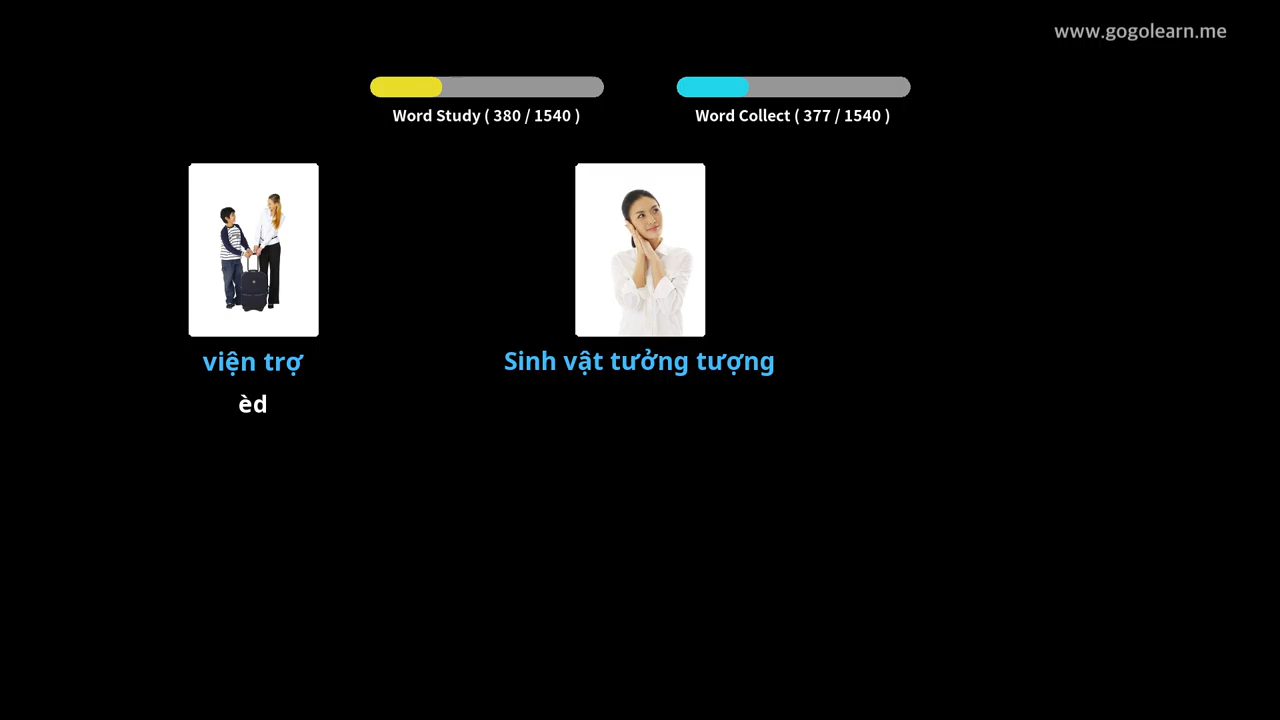 www.gogolearn.me
Word Study ( 380 / 1540 )
Word Collect ( 377 / 1540 )
viện trợ
èd
Sinh vật tưởng tượng